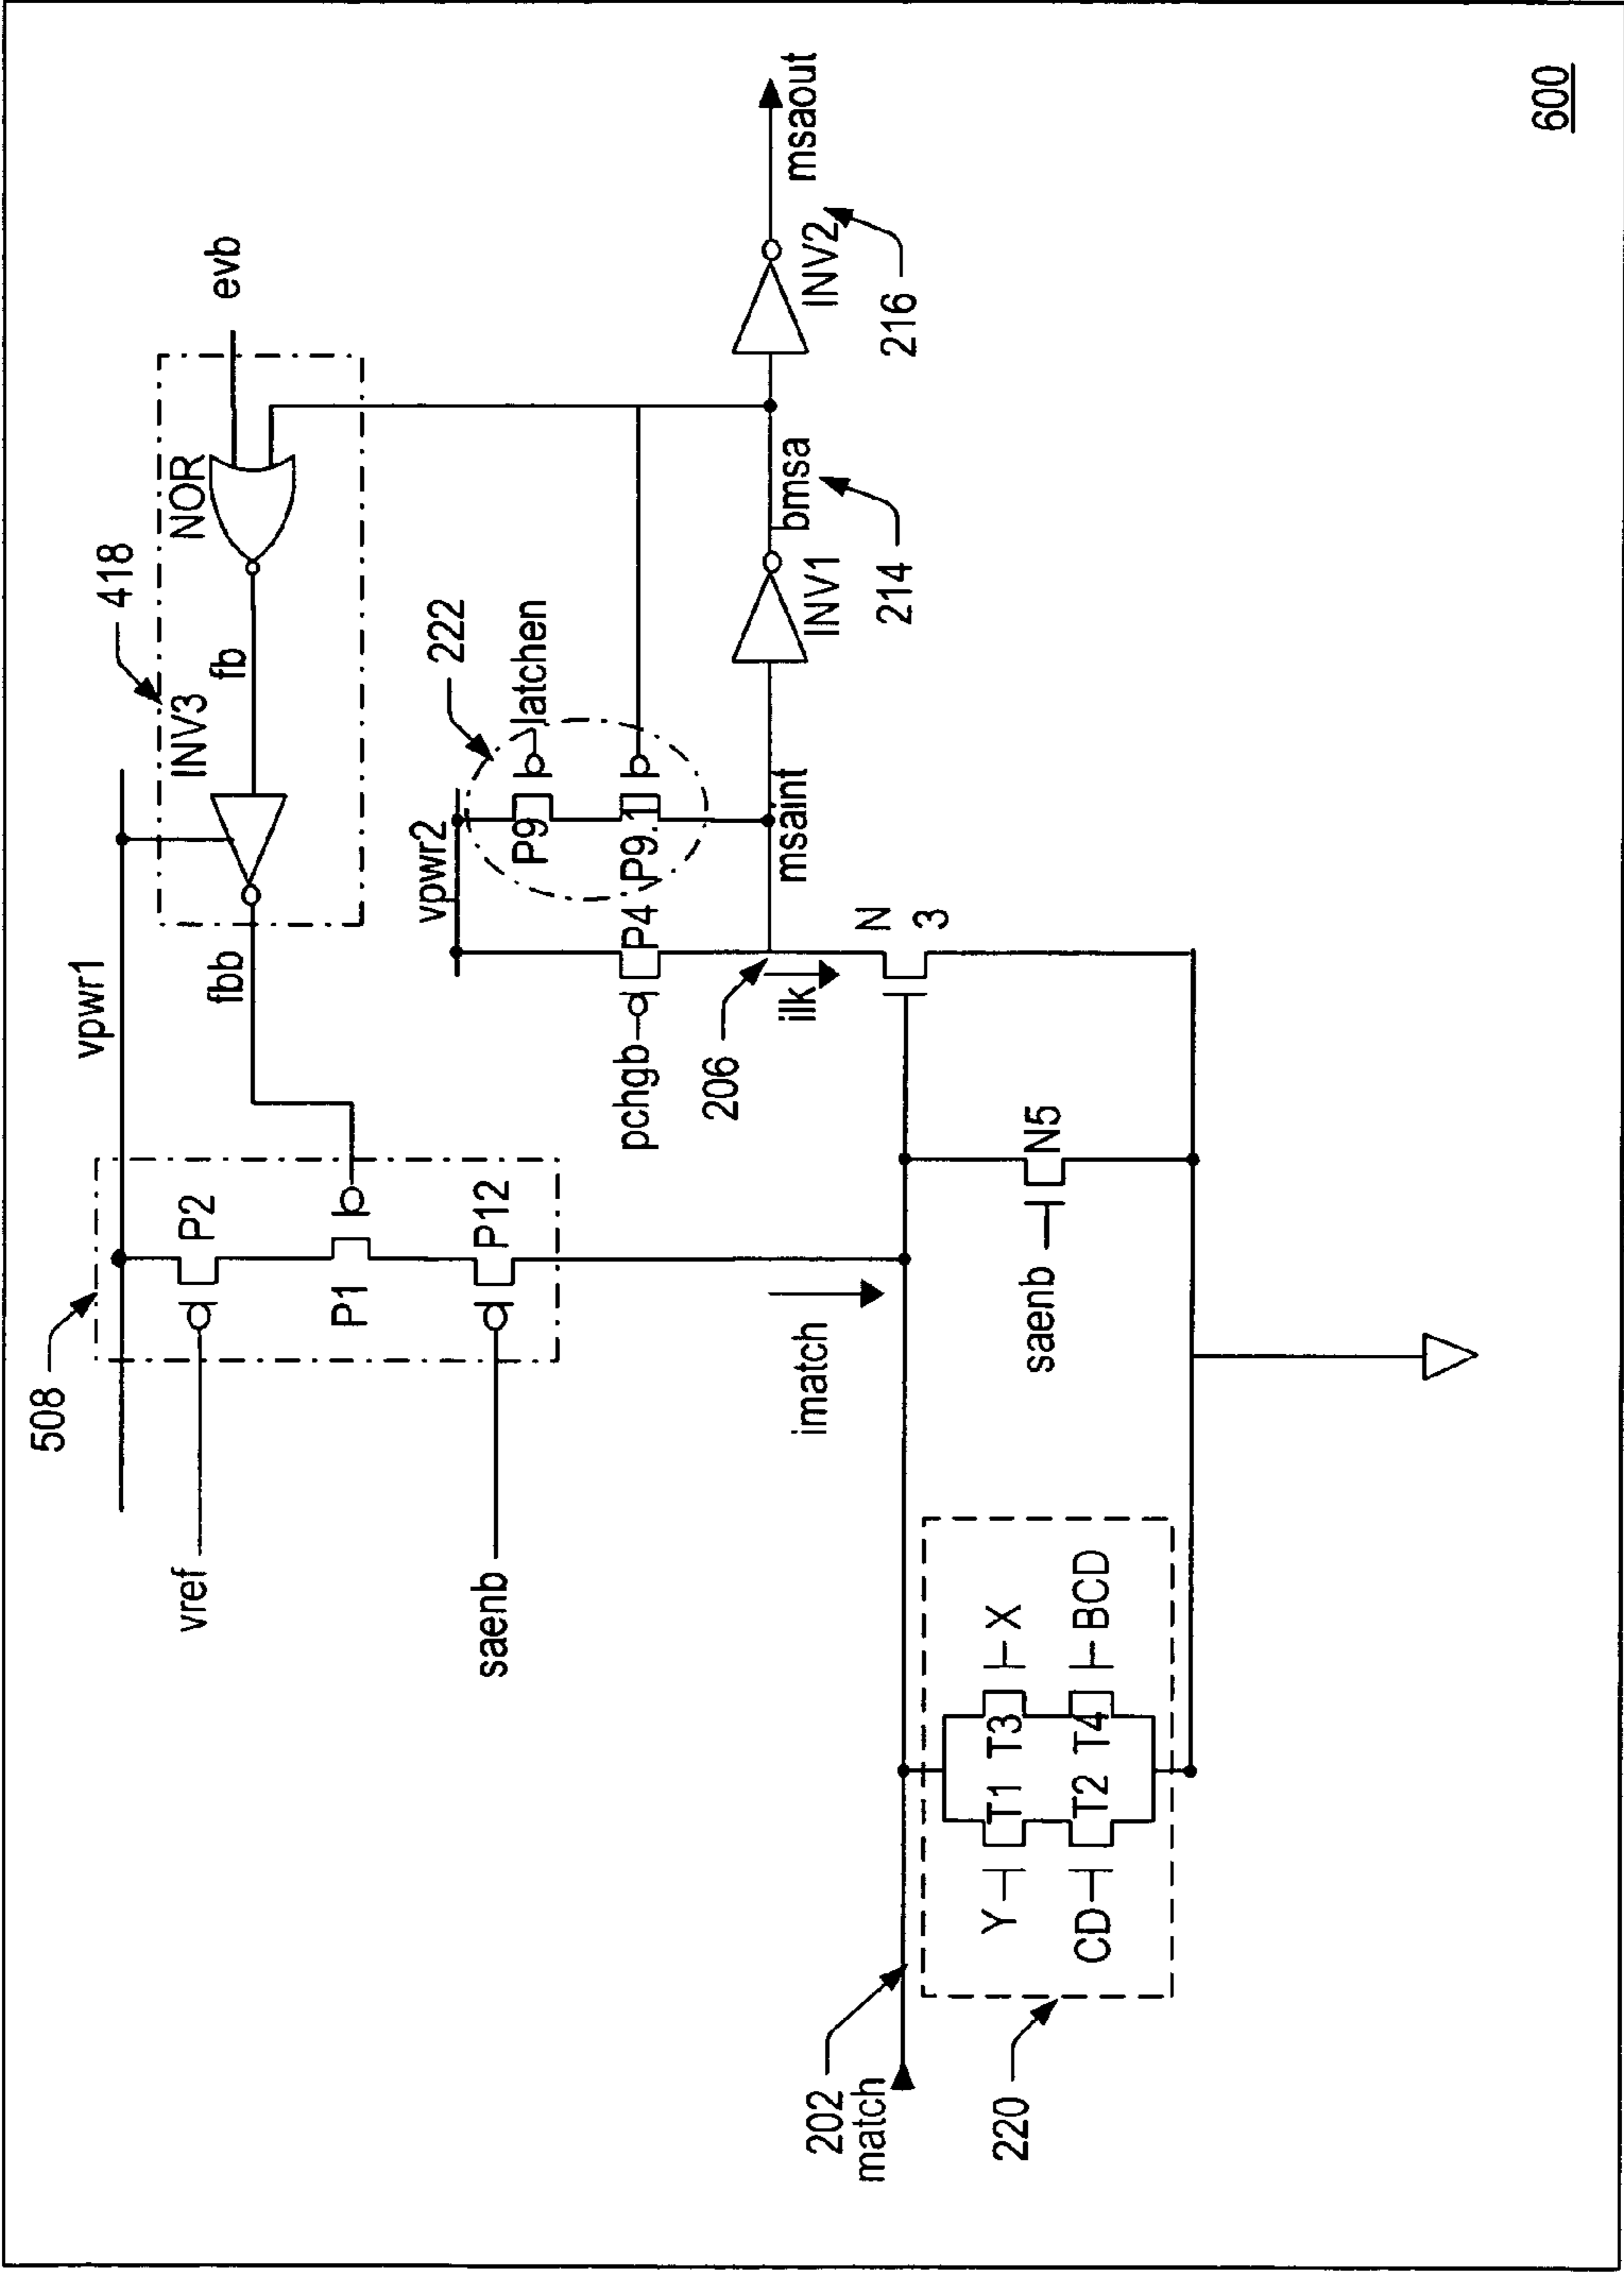 508
vpwr1
vref
P2
P1
P12
saenb
fbb
418
INV3
fb
NOR
evb
222
vpwr2
P9
latchen
P9.1
P4
pchgb
206
ilk
msaint
INV1
214
bmsa
INV2
216
msaout
imatch
N
3
saenb
N5
202
match
220
Y
T1
T3
X
CD
T2
T4
BCD
600